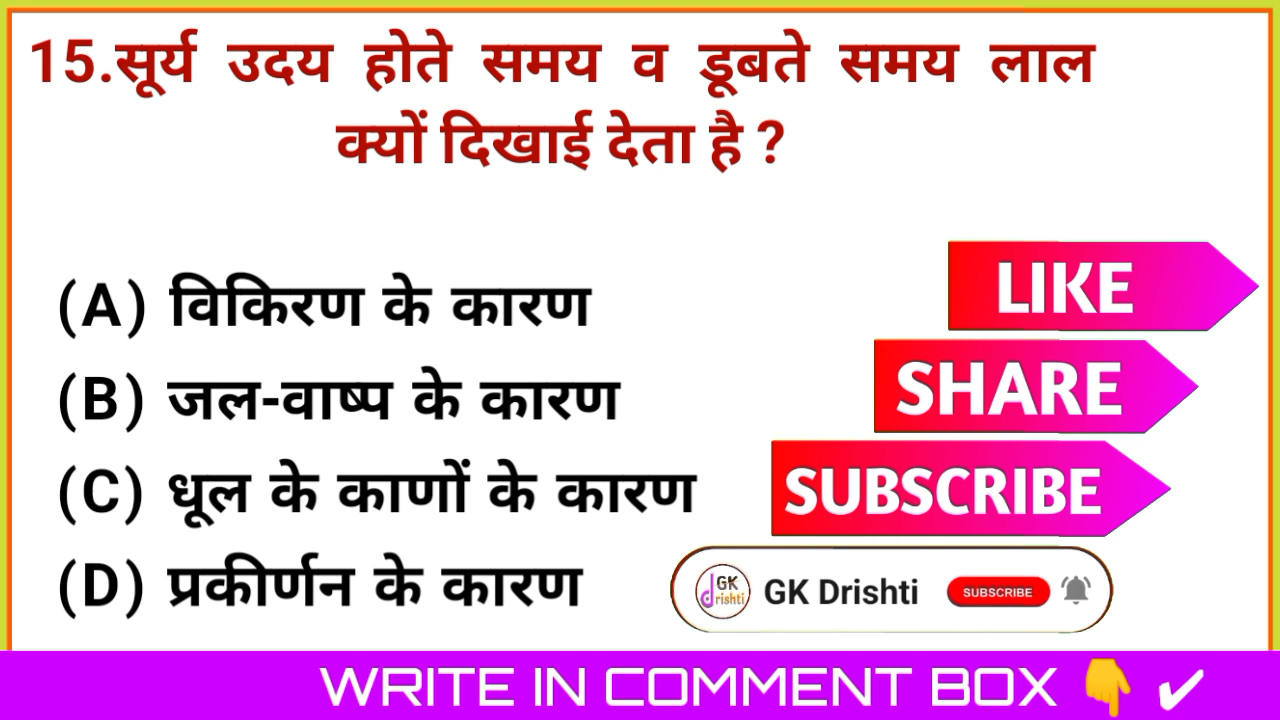 15.सूर्य उदय होते समय व डूबते समय लाल
क्यों दिखाई देता है ?
(A) विकिरण के कारण
(B) जल-वाष्प के कारण
(C) धूल के काणों के कारण
(D) प्रकीर्णन के कारण
LIKE
SHARE
SUBSCRIBE
GK
drishti
GK Drishti
SUBSCRIBE
WRITE IN COMMENT BOX 👇 ✔